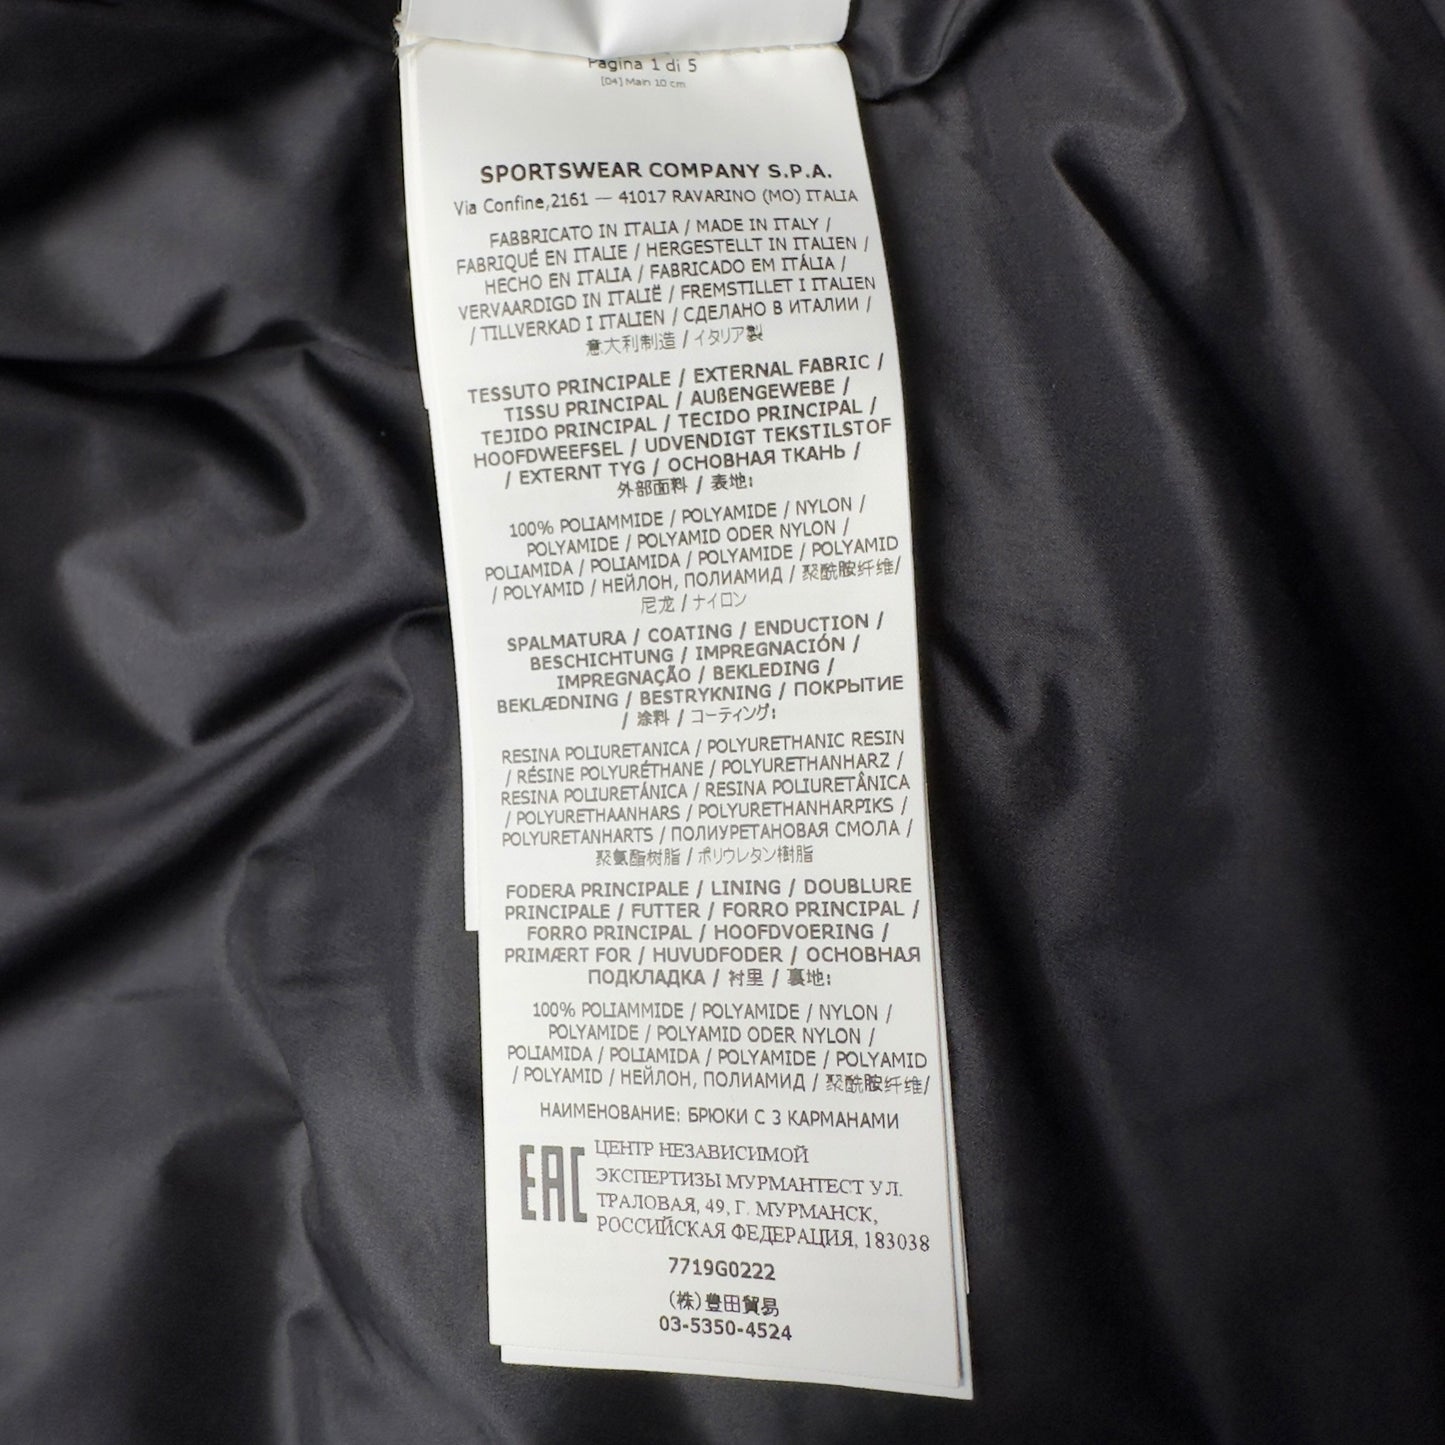 Pagina 1 di 5
[04] Main 10 cm
SPORTSWEAR COMPANY S.P.A.
Via Confine,2161 — 41017 RAVARINO (MO) ITALIA
FABBRICATO IN ITALIA / MADE IN ITALY /
FABRIQUÉ EN ITALIE / HERGESTELLT IN ITALIEN /
HECHO EN ITALIA / FABRICADO EM ITÁLIA /
VERVAARDIGD IN ITALIË / FREMSTILLET I ITALIEN
/ TILLVERKAD I ITALIEN / СДЕЛАНО В ИТАЛИИ /
意大利制造 / イタリア製
TESSUTO PRINCIPALE / EXTERNAL FABRIC /
TISSU PRINCIPAL / AUßENGEWEBE /
TEJIDO PRINCIPAL / TECIDO PRINCIPAL /
HOOFDWEEFSEL / UDVENDIGT TEKSTILSTOF
/ EXTERNT TYG / ОСНОВНАЯ ТКАНЬ /
外部面料 / 表地:
100% POLIAMMIDE / POLYAMIDE / NYLON /
POLYAMIDE / POLYAMID ODER NYLON /
POLIAMIDA / POLIAMIDA / POLYAMIDE / POLYAMID
/ POLYAMID / НЕЙЛОН, ПОЛИАМИД / 聚酰胺纤维/
尼龙 / ナイロン
SPALMATURA / COATING / ENDUCTION /
BESCHICHTUNG / IMPREGNACIÓN /
IMPREGNAÇÃO / BEKLEDING /
BEKLÆDNING / BESTRYKNING / ПОКРЫТИЕ
/ 涂料 / コーティング:
RESINA POLIURETANICA / POLYURETHANIC RESIN
/ RÉSINE POLYURÉTHANE / POLYURETHANHARZ /
RESINA POLIURETÁNICA / RESINA POLIURETÂNICA
/ POLYURETHAANHARS / POLYURETHANHARPIKS /
POLYURETANHARTS / ПОЛИУРЕТАНОВАЯ СМОЛА /
聚氨酯树脂 / ポリウレタン樹脂
FODERA PRINCIPALE / LINING / DOUBLURE
PRINCIPALE / FUTTER / FORRO PRINCIPAL /
FORRO PRINCIPAL / HOOFDVOERING /
PRIMÆRT FOR / HUVUDFODER / ОСНОВНАЯ
ПОДКЛАДКА / 衬里 / 裏地:
100% POLIAMMIDE / POLYAMIDE / NYLON /
POLYAMIDE / POLYAMID ODER NYLON /
POLIAMIDA / POLIAMIDA / POLYAMIDE / POLYAMID
/ POLYAMID / НЕЙЛОН, ПОЛИАМИД / 聚酰胺纤维/
НАИМЕНОВАНИЕ: БРЮКИ С 3 КАРМАНАМИ
EAC
ЦЕНТР НЕЗАВИСИМОЙ
ЭКСПЕРТИЗЫ МУРМАНТЕСТ УЛ.
ТРАЛОВАЯ, 49, Г. МУРМАНСК,
РОССИЙСКАЯ ФЕДЕРАЦИЯ, 183038
7719G0222
(株)豊田貿易
03-5350-4524